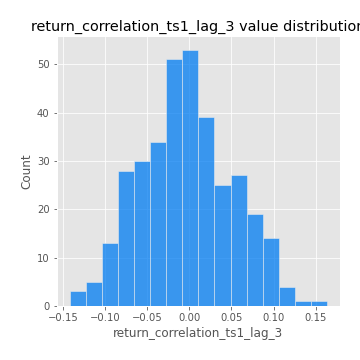 return_correlation_ts1_lag_3 value distribution
50
40
30
20
10
0
Count
−0.15 −0.10 −0.05 0.00 0.05 0.10 0.15
return_correlation_ts1_lag_3